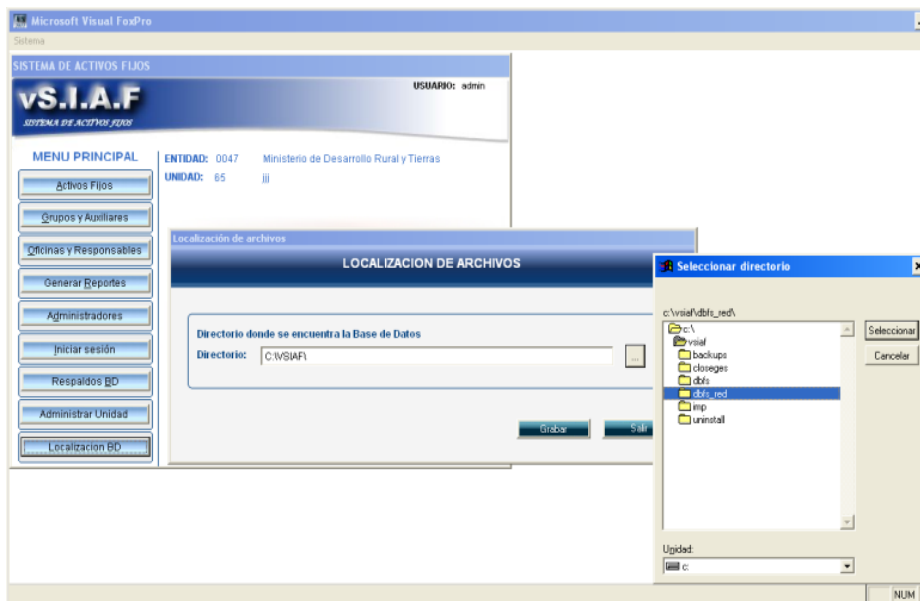 Microsoft Visual FoxPro
Sistema
SISTEMA DE ACTIVOS FIJOS
vS.I.A.F
SISTEMA DE ACTIVOS FIJOS
USUARIO: admin
MENU PRINCIPAL
ENTIDAD: 0047 Ministerio de Desarrollo Rural y Tierras
UNIDAD: 65 jjj
Activos Fijos
Grupos y Auxiliares
Oficinas y Responsables
Generar Reportes
Administradores
Iniciar sesión
Respaldos BD
Administrar Unidad
Localizacion BD
Localización de archivos
LOCALIZACION DE ARCHIVOS
Directorio donde se encuentra la Base de Datos
Directorio: C:\VSIAF\
...
Grabar
Salir
Seleccionar directorio
c:\vsiaf\dbfs_red\
c:\
vsiaf
backups
closeges
dbfs
dbfs_red
imp
uninstall
Seleccionar
Cancelar
Unidad:
c:
NUM